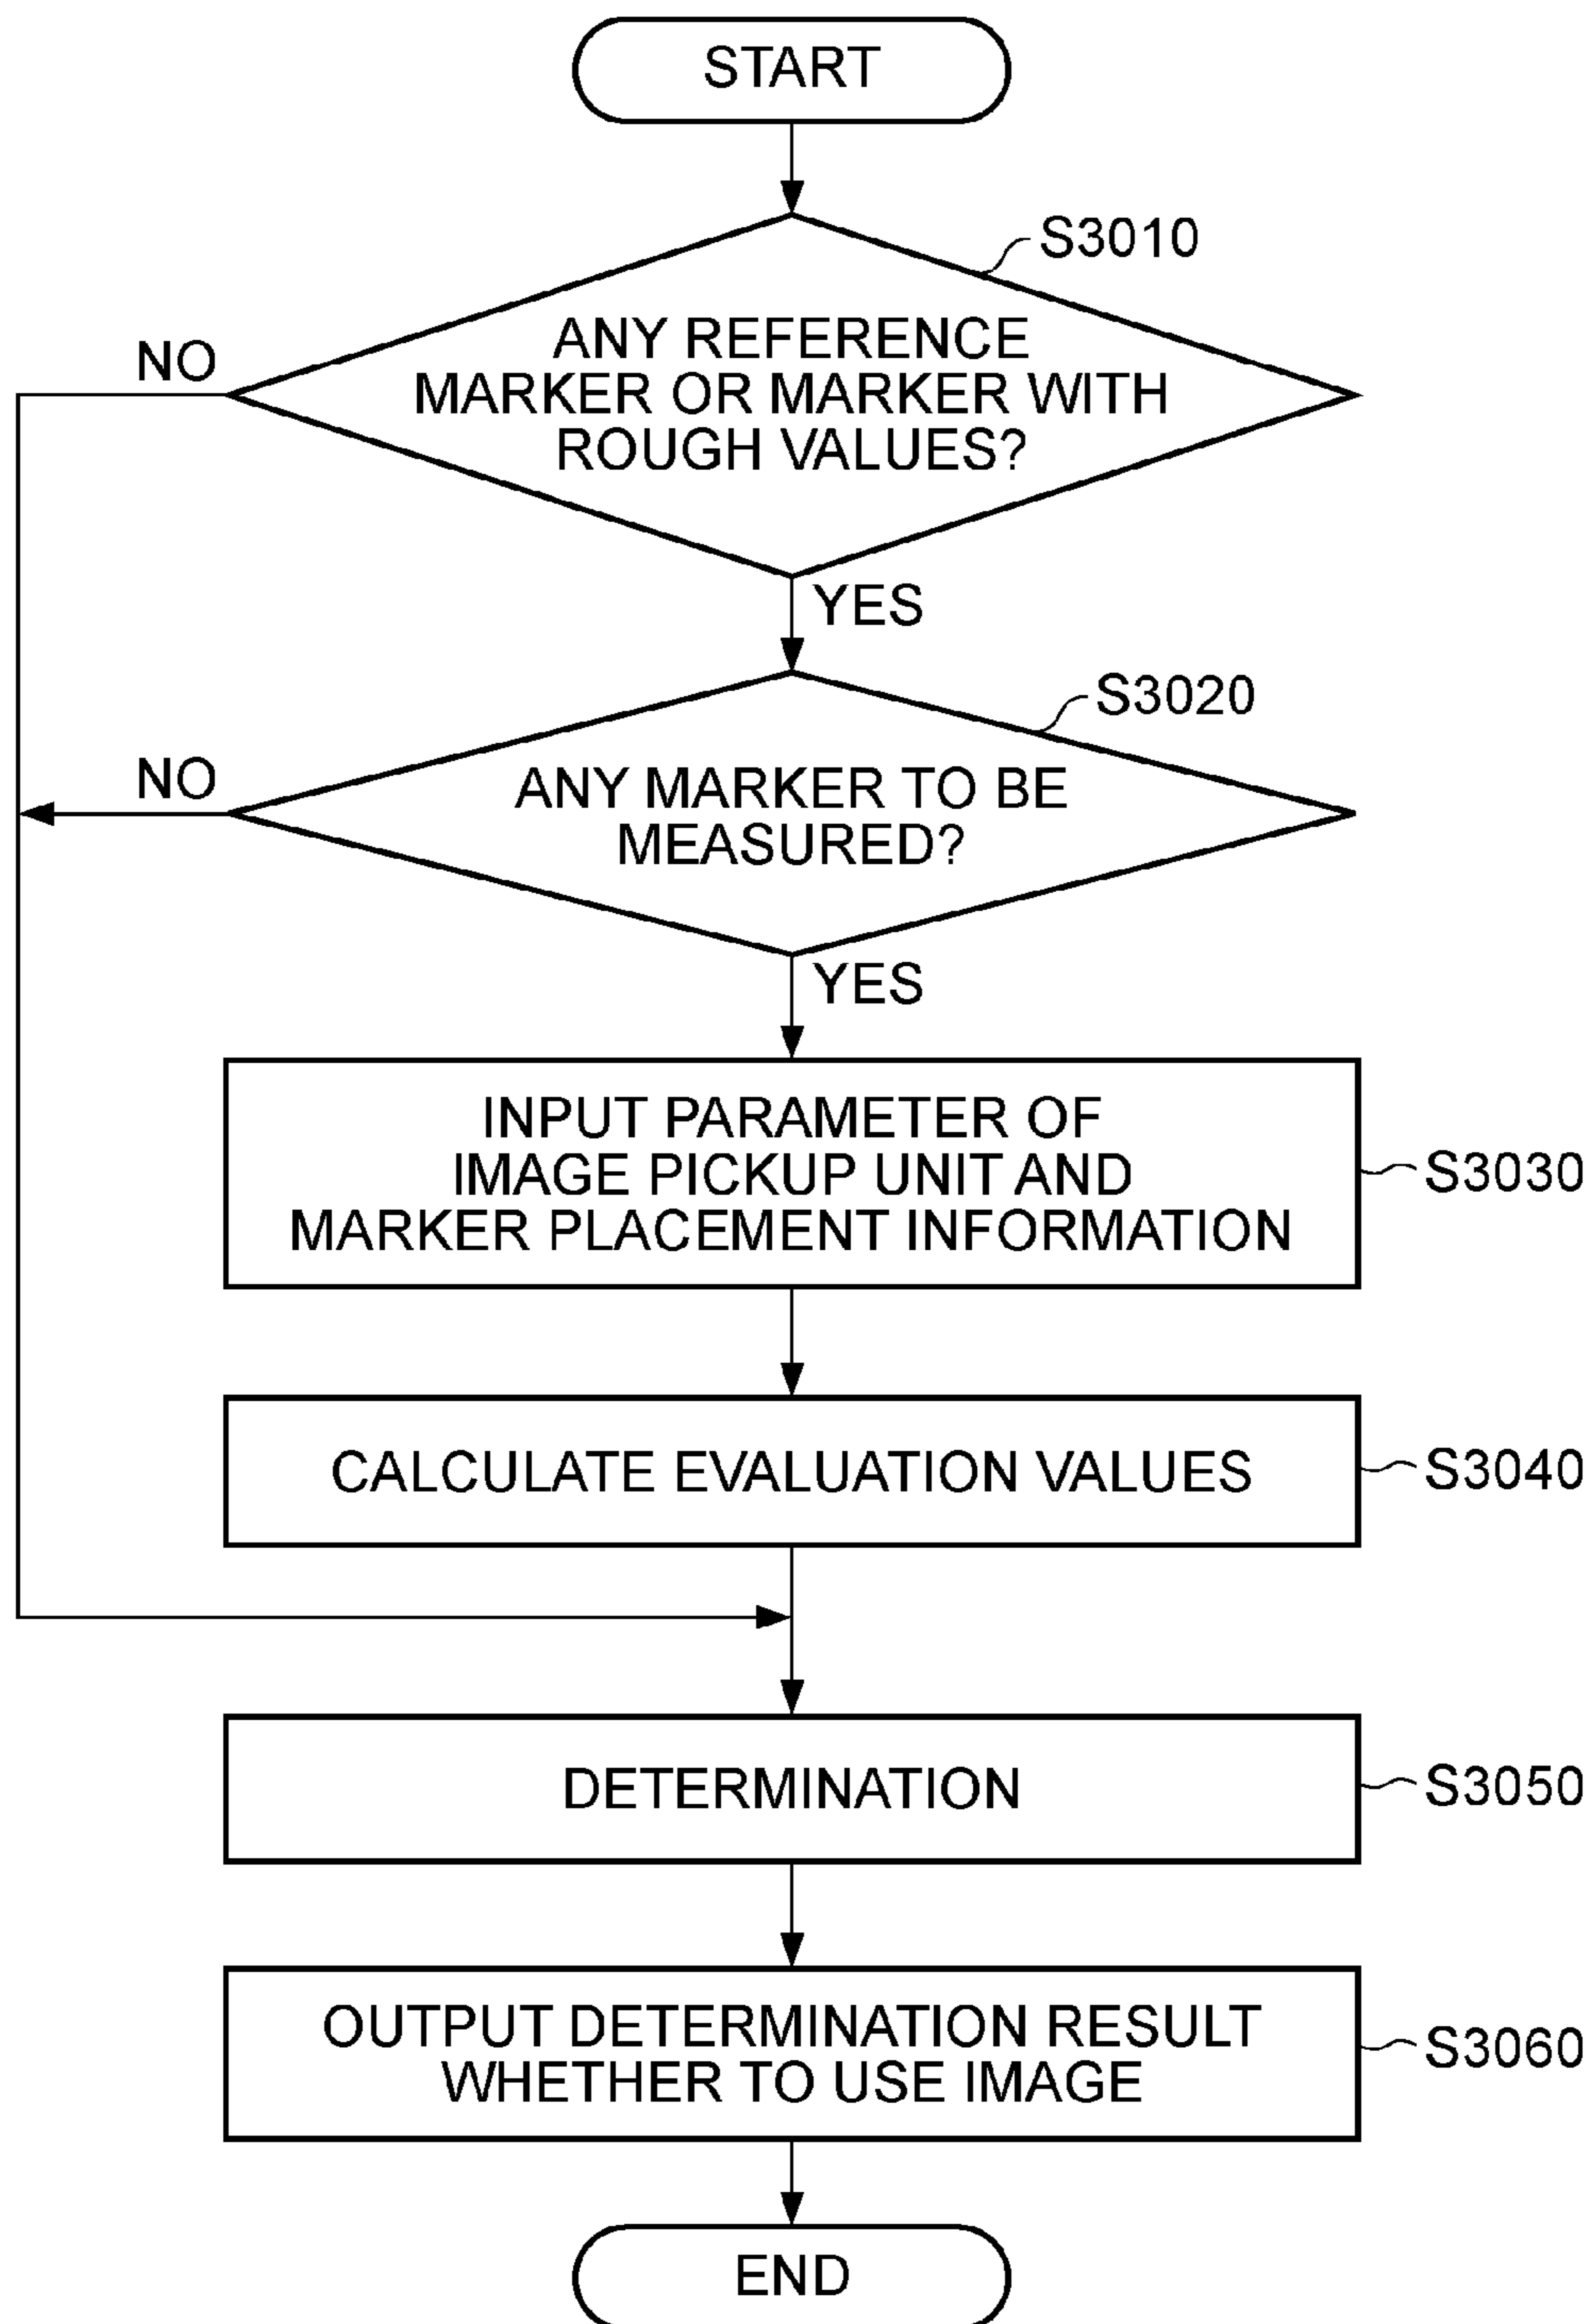 START
S3010
ANY REFERENCE
MARKER OR MARKER WITH
ROUGH VALUES?
NO
YES
S3020
ANY MARKER TO BE
MEASURED?
NO
YES
INPUT PARAMETER OF
IMAGE PICKUP UNIT AND
MARKER PLACEMENT INFORMATION
S3030
CALCULATE EVALUATION VALUES
S3040
DETERMINATION
S3050
OUTPUT DETERMINATION RESULT
WHETHER TO USE IMAGE
S3060
END